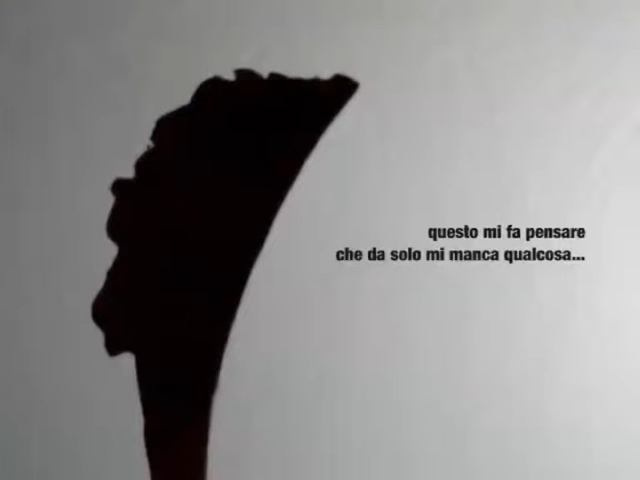 questo mi fa pensare
che da solo mi manca qualcosa...